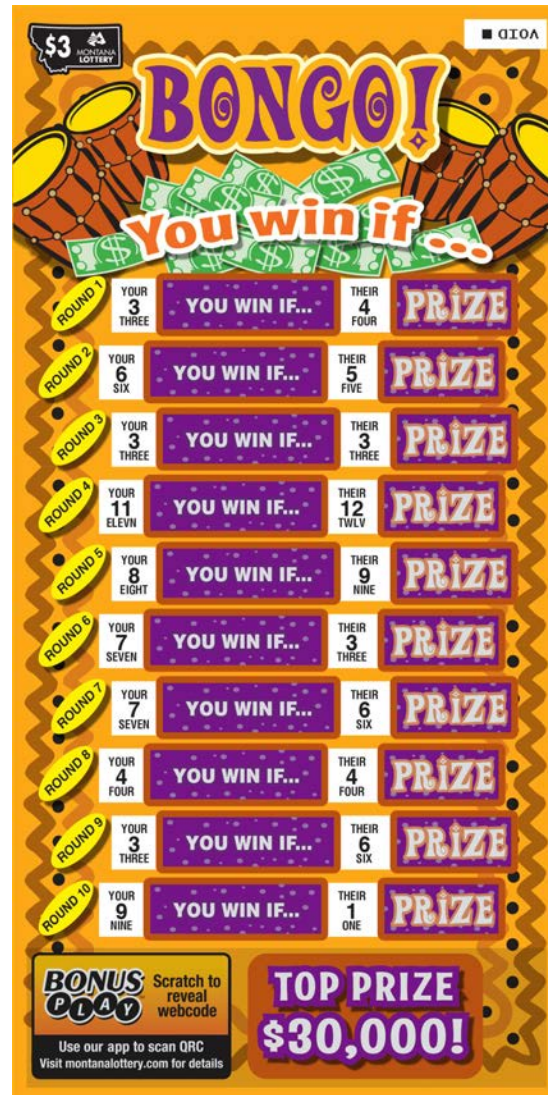 $3 MONTANA LOTTERY
VOID
BONGO!
You win if ...
ROUND 1 YOUR 3 THREE YOU WIN IF... THEIR 4 FOUR PRIZE
ROUND 2 YOUR 6 SIX YOU WIN IF... THEIR 5 FIVE PRIZE
ROUND 3 YOUR 3 THREE YOU WIN IF... THEIR 3 THREE PRIZE
ROUND 4 YOUR 11 ELEVN YOU WIN IF... THEIR 12 TWLV PRIZE
ROUND 5 YOUR 8 EIGHT YOU WIN IF... THEIR 9 NINE PRIZE
ROUND 6 YOUR 7 SEVEN YOU WIN IF... THEIR 3 THREE PRIZE
ROUND 7 YOUR 7 SEVEN YOU WIN IF... THEIR 6 SIX PRIZE
ROUND 8 YOUR 4 FOUR YOU WIN IF... THEIR 4 FOUR PRIZE
ROUND 9 YOUR 3 THREE YOU WIN IF... THEIR 6 SIX PRIZE
ROUND 10 YOUR 9 NINE YOU WIN IF... THEIR 1 ONE PRIZE
BONUS PLAY
Scratch to
reveal
webcode
Use our app to scan QRC
Visit montanalottery.com for details
TOP PRIZE
$30,000!